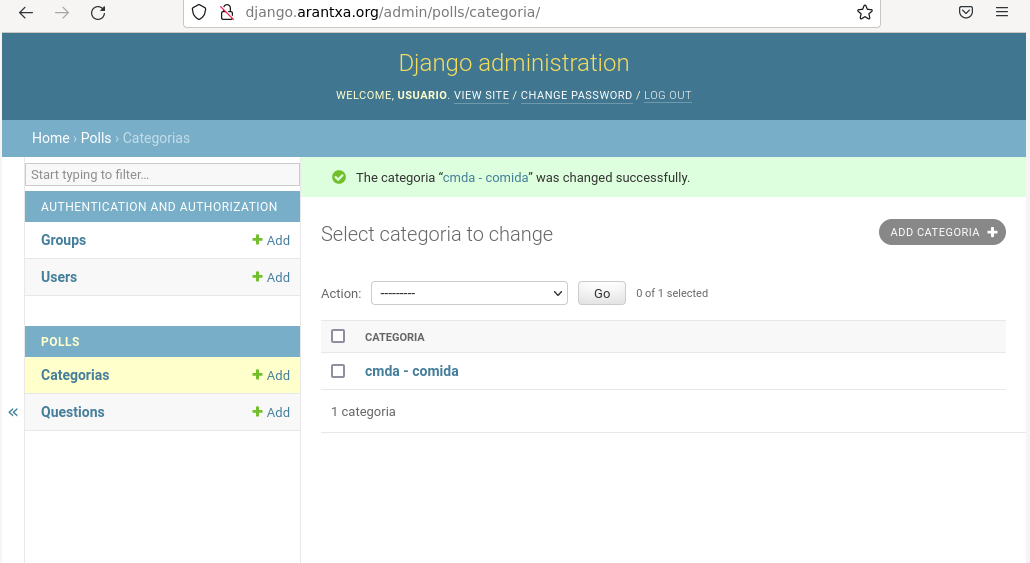 django.arantxa.org/admin/polls/categoria/
Django administration
WELCOME, USUARIO. VIEW SITE / CHANGE PASSWORD / LOG OUT
Home › Polls › Categorias
Start typing to filter...
AUTHENTICATION AND AUTHORIZATION
Groups + Add
Users + Add
POLLS
Categorias + Add
Questions + Add
«
The categoria “cmda - comida” was changed successfully.
Select categoria to change
ADD CATEGORIA +
Action: --------- Go 0 of 1 selected
CATEGORIA
cmda - comida
1 categoria